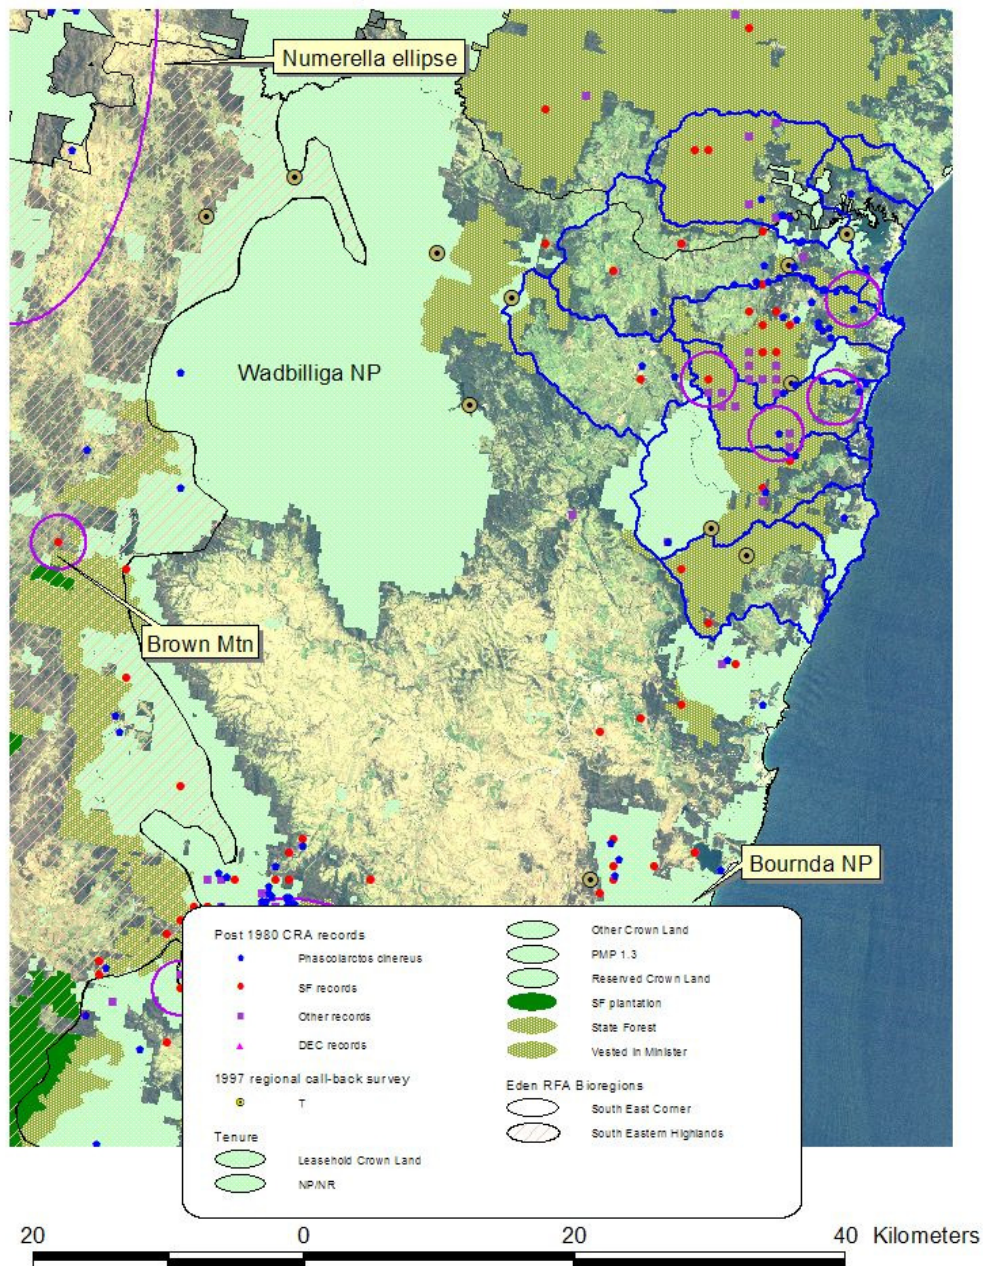 Numerella ellipse
Wadbilliga NP
Brown Mtn
Bournda NP
Post 1980 CRA records
Phascolarctos cinereus
SF records
Other records
DEC records
1997 regional call-back survey
T
Tenure
Leasehold Crown Land
NP/NR
Other Crown Land
PMP 1.3
Reserved Crown Land
SF plantation
State Forest
Vested in Minister
Eden RFA Bioregions
South East Corner
South Eastern Highlands
20 0 20 40 Kilometers